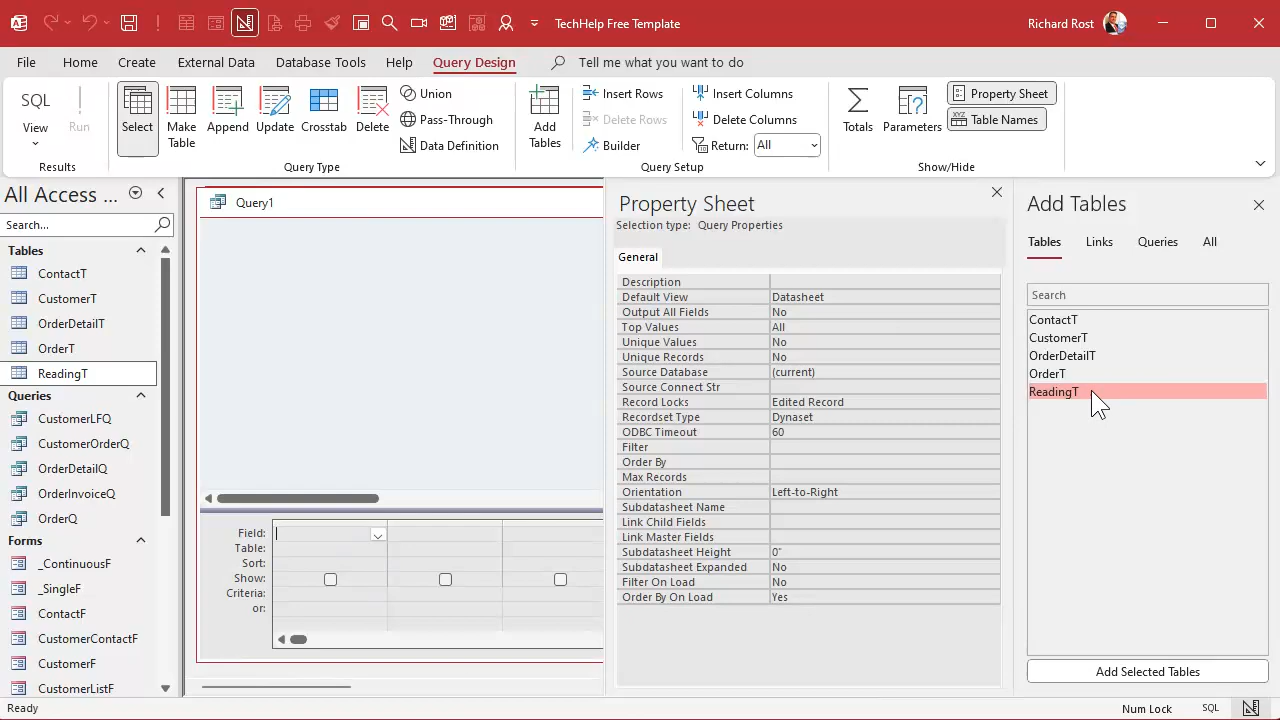 TechHelp Free Template
Richard Rost
File Home Create External Data Database Tools Help Query Design Tell me what you want to do
SQL
View
Run
Results
Select
Make
Table
Append
Update
Crosstab
Delete
Union
Pass-Through
Data Definition
Query Type
Add
Tables
Insert Rows
Delete Rows
Builder
Insert Columns
Delete Columns
Return: All
Query Setup
Totals
Parameters
Property Sheet
XYZ Table Names
Show/Hide
All Access ...
Search...
Tables
ContactT
CustomerT
OrderDetailT
OrderT
ReadingT
Queries
CustomerLFQ
CustomerOrderQ
OrderDetailQ
OrderInvoiceQ
OrderQ
Forms
_ContinuousF
_SingleF
ContactF
CustomerContactF
CustomerF
CustomerListF
Query1
Field:
Table:
Sort:
Show:
Criteria:
or:
Property Sheet
Selection type: Query Properties
General
Description
Default View Datasheet
Output All Fields No
Top Values All
Unique Values No
Unique Records No
Source Database (current)
Source Connect Str
Record Locks Edited Record
Recordset Type Dynaset
ODBC Timeout 60
Filter
Order By
Max Records
Orientation Left-to-Right
Subdatasheet Name
Link Child Fields
Link Master Fields
Subdatasheet Height 0"
Subdatasheet Expanded No
Filter On Load No
Order By On Load Yes
Add Tables
Tables Links Queries All
Search
ContactT
CustomerT
OrderDetailT
OrderT
ReadingT
Add Selected Tables
Ready
Num Lock SQL